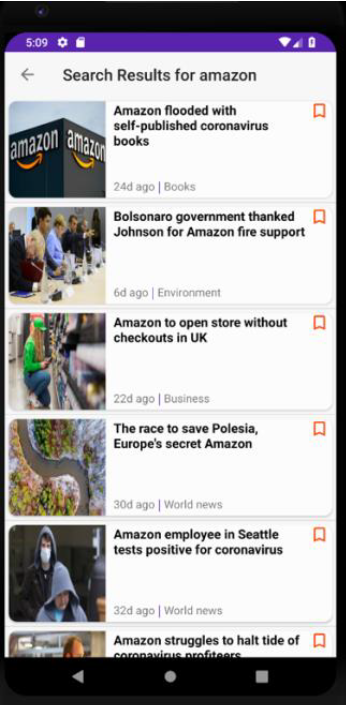 5:09
Search Results for amazon
amazon amazon
Amazon flooded with
self-published coronavirus
books
24d ago | Books
Bolsonaro government thanked
Johnson for Amazon fire support
6d ago | Environment
Amazon to open store without
checkouts in UK
22d ago | Business
The race to save Polesia,
Europe's secret Amazon
30d ago | World news
Amazon employee in Seattle
tests positive for coronavirus
32d ago | World news
Amazon struggles to halt tide of
coronavirus profiteers